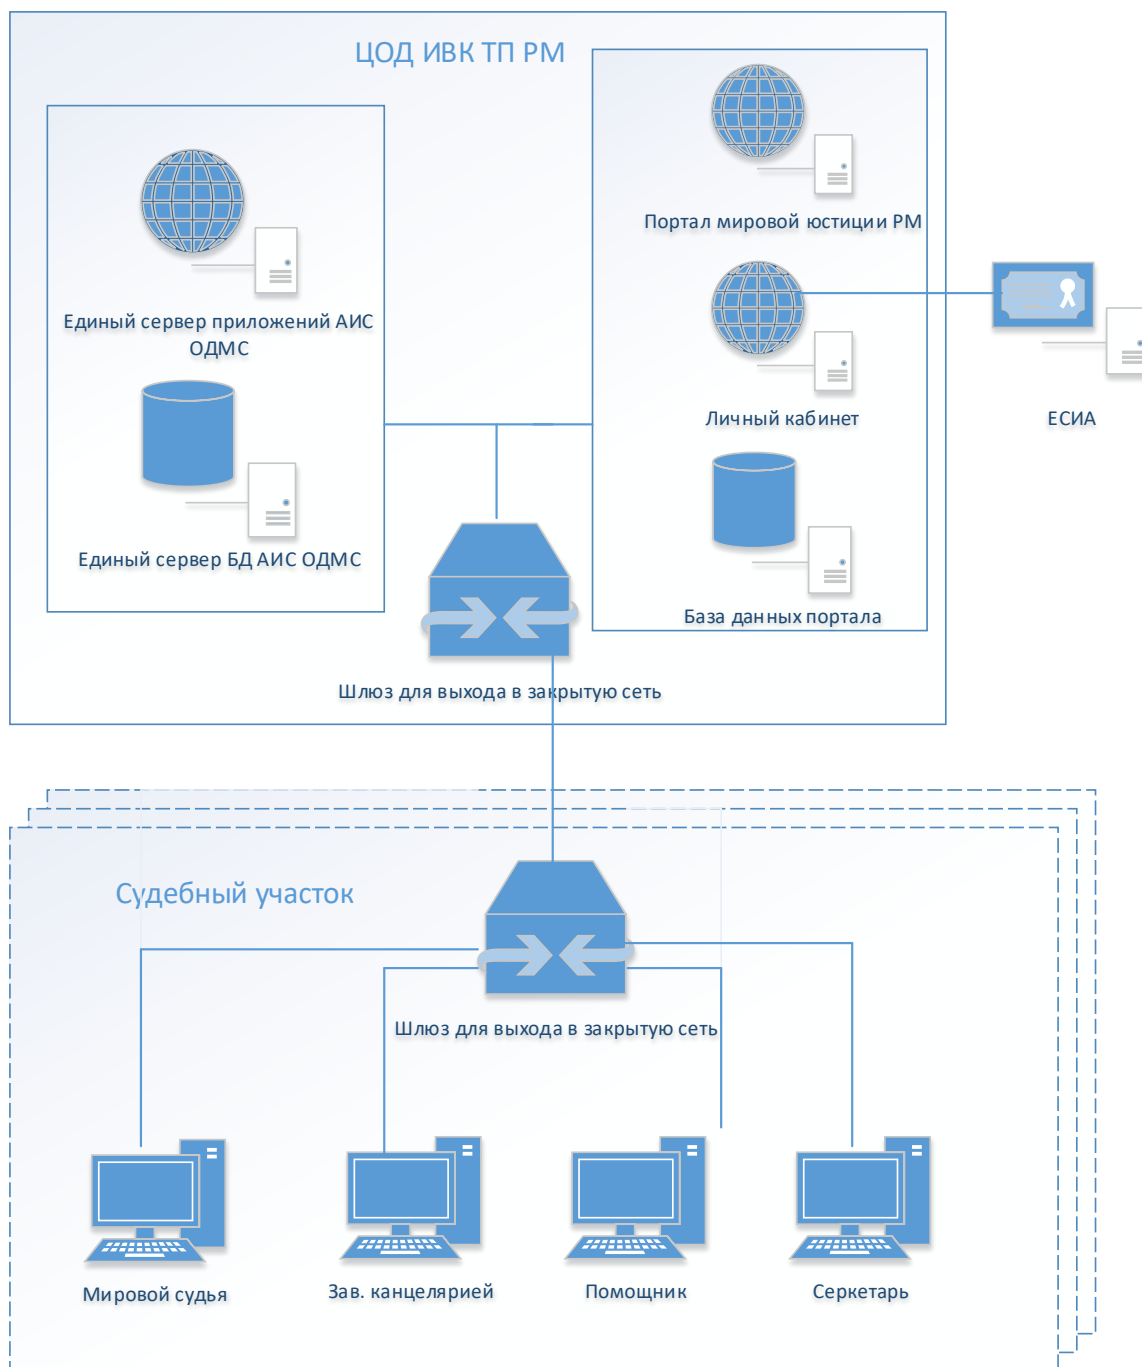 ЦОД ИВК ТП РМ
Единый сервер приложений АИС
ОДМС
Единый сервер БД АИС ОДМС
Портал мировой юстиции РМ
Личный кабинет
База данных портала
ЕСИА
Шлюз для выхода в закрытую сеть
Судебный участок
Шлюз для выхода в закрытую сеть
Мировой судья
Зав. канцелярией
Помощник
Серкетарь